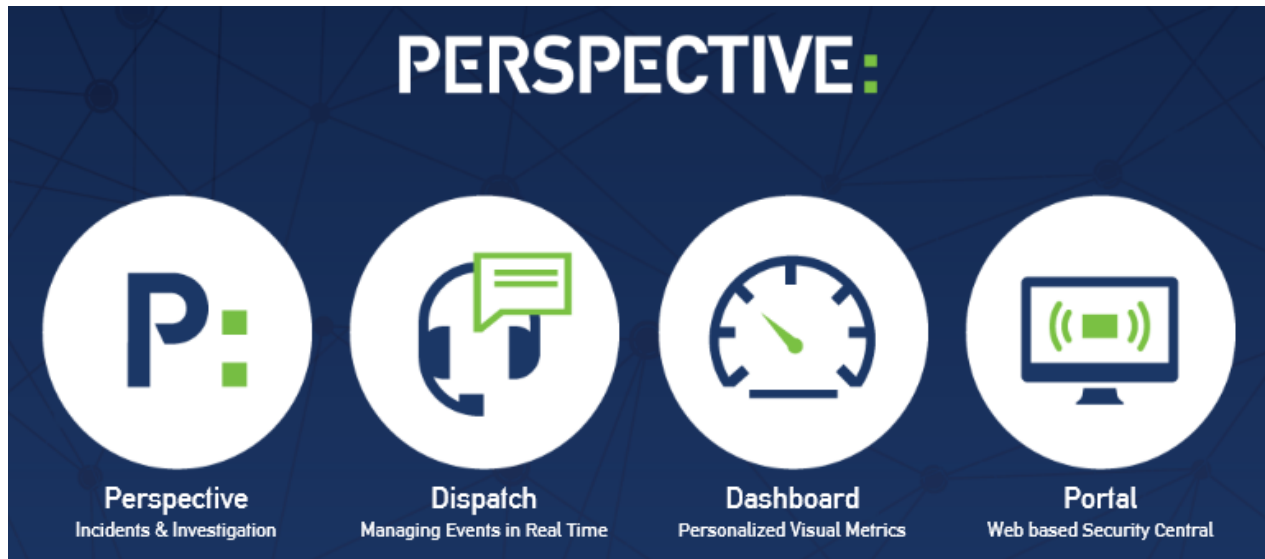 PERSPECTIVE:
P:
Perspective
Incidents & Investigation
Dispatch
Managing Events in Real Time
Dashboard
Personalized Visual Metrics
Portal
Web based Security Central